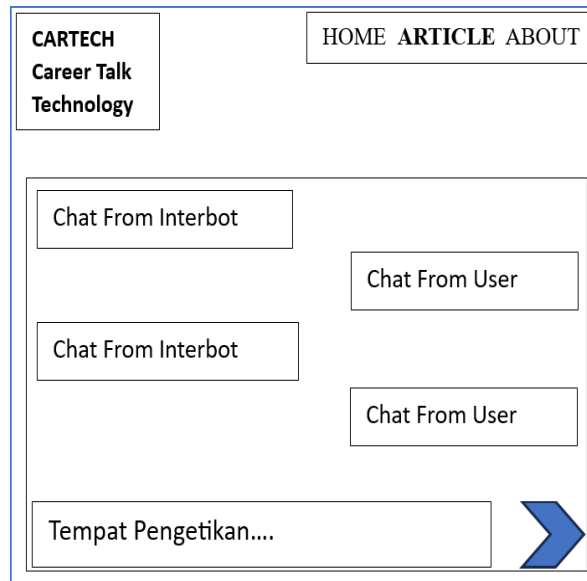 CARTECH
Career Talk
Technology
HOME ARTICLE ABOUT
Chat From Interbot
Chat From User
Chat From Interbot
Chat From User
Tempat Pengetikan....